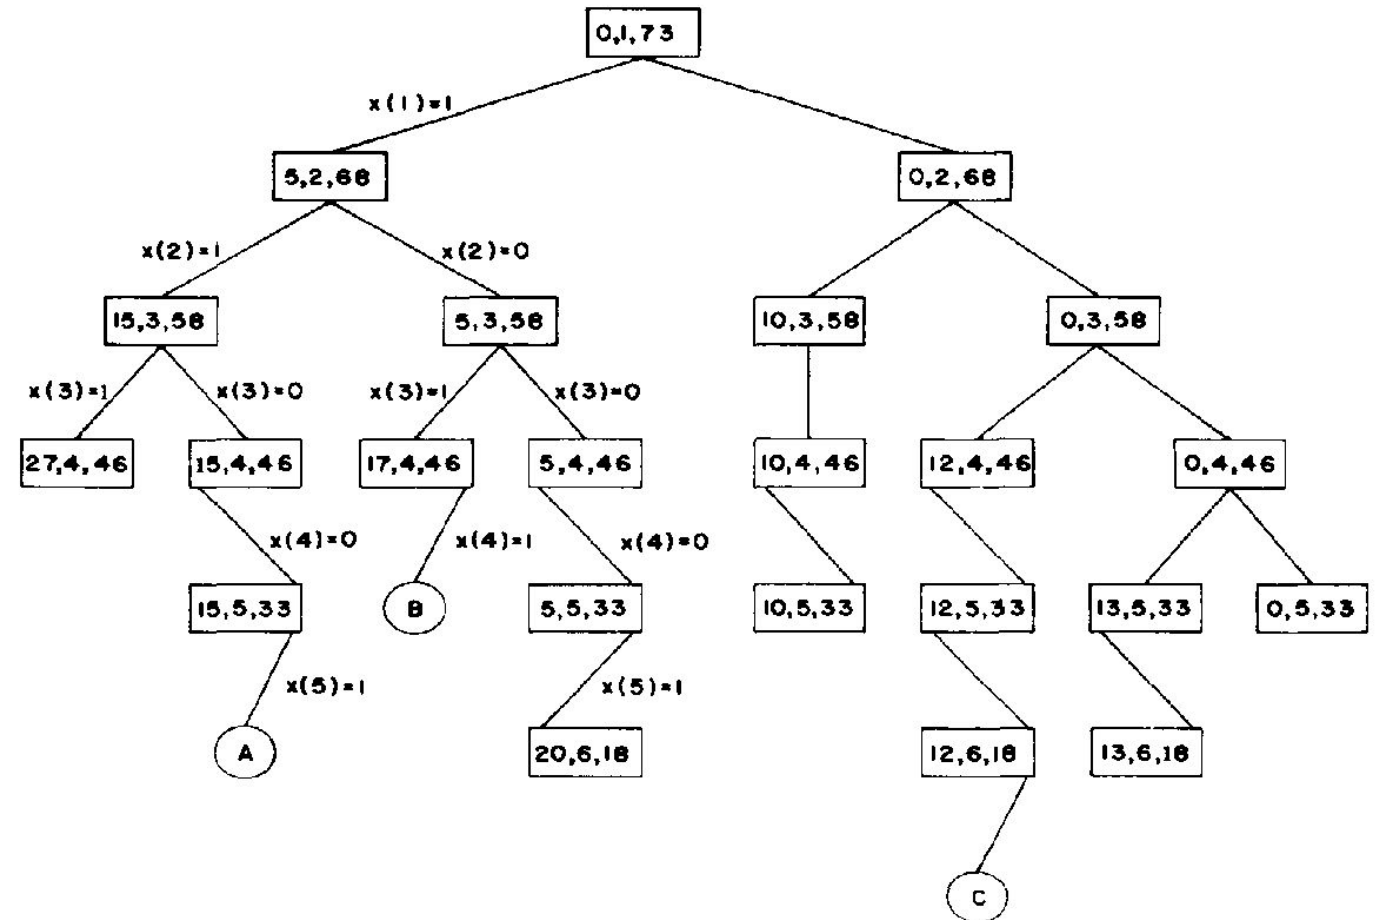 0,1,73
x(1)=1
5,2,68
0,2,68
x(2)=1
x(2)=0
15,3,58
5,3,58
10,3,58
0,3,58
x(3)=1
x(3)=0
x(3)=1
x(3)=0
27,4,46
15,4,46
17,4,46
5,4,46
10,4,46
12,4,46
0,4,46
x(4)=0
x(4)=1
x(4)=0
15,5,33
B
5,5,33
10,5,33
12,5,33
13,5,33
0,5,33
x(5)=1
x(5)=1
A
20,6,18
12,6,18
13,6,18
C